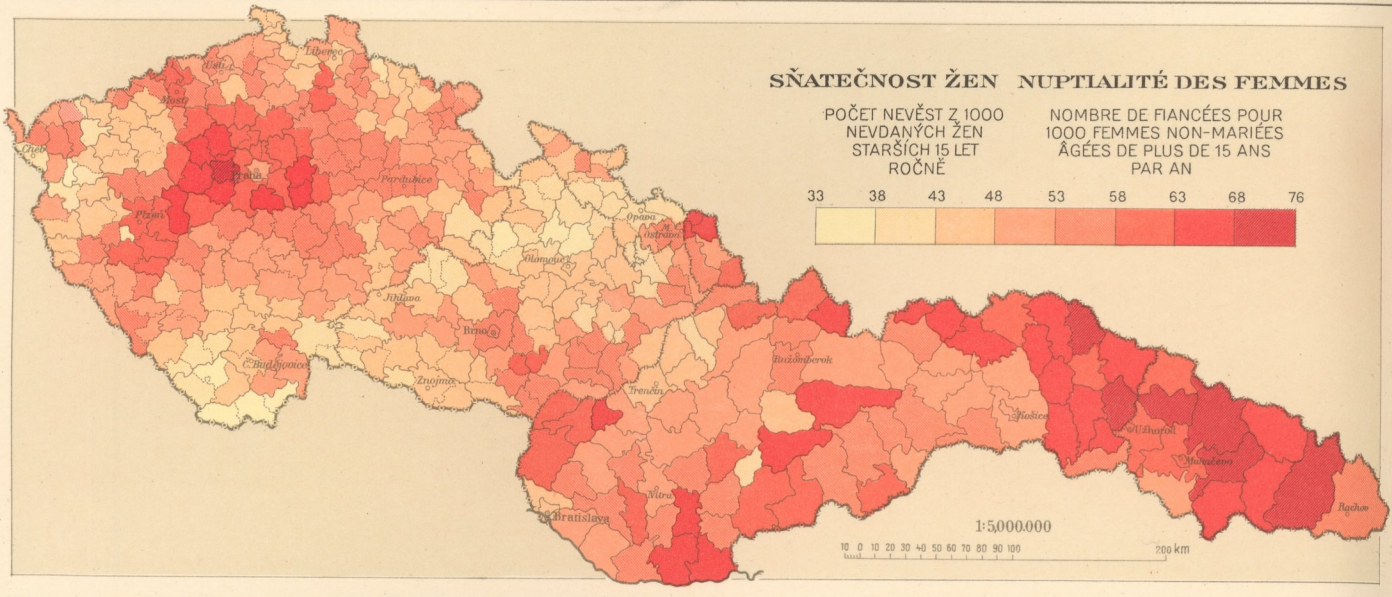 SŇATEČNOST ŽEN NUPTIALITÉ DES FEMMES
POČET NEVĚST Z 1000
NEVDANÝCH ŽEN
STARŠÍCH 15 LET
ROČNĚ
NOMBRE DE FIANCÉES POUR
1000 FEMMES NON-MARIÉES
ÂGÉES DE PLUS DE 15 ANS
PAR AN
33 38 43 48 53 58 63 68 76
Liberec
Ústí
Most
Cheb
Praha
Pardubice
Plzeň
Opava
M. Ostrava
Olomouc
Jihlava
Brno
Č. Budějovice
Znojmo
Ružomberok
Trenčín
Košice
Užhorod
Mukačevo
Nitra
Rachov
Bratislava
1:5,000.000
10 0 10 20 30 40 50 60 70 80 90 100 200 km